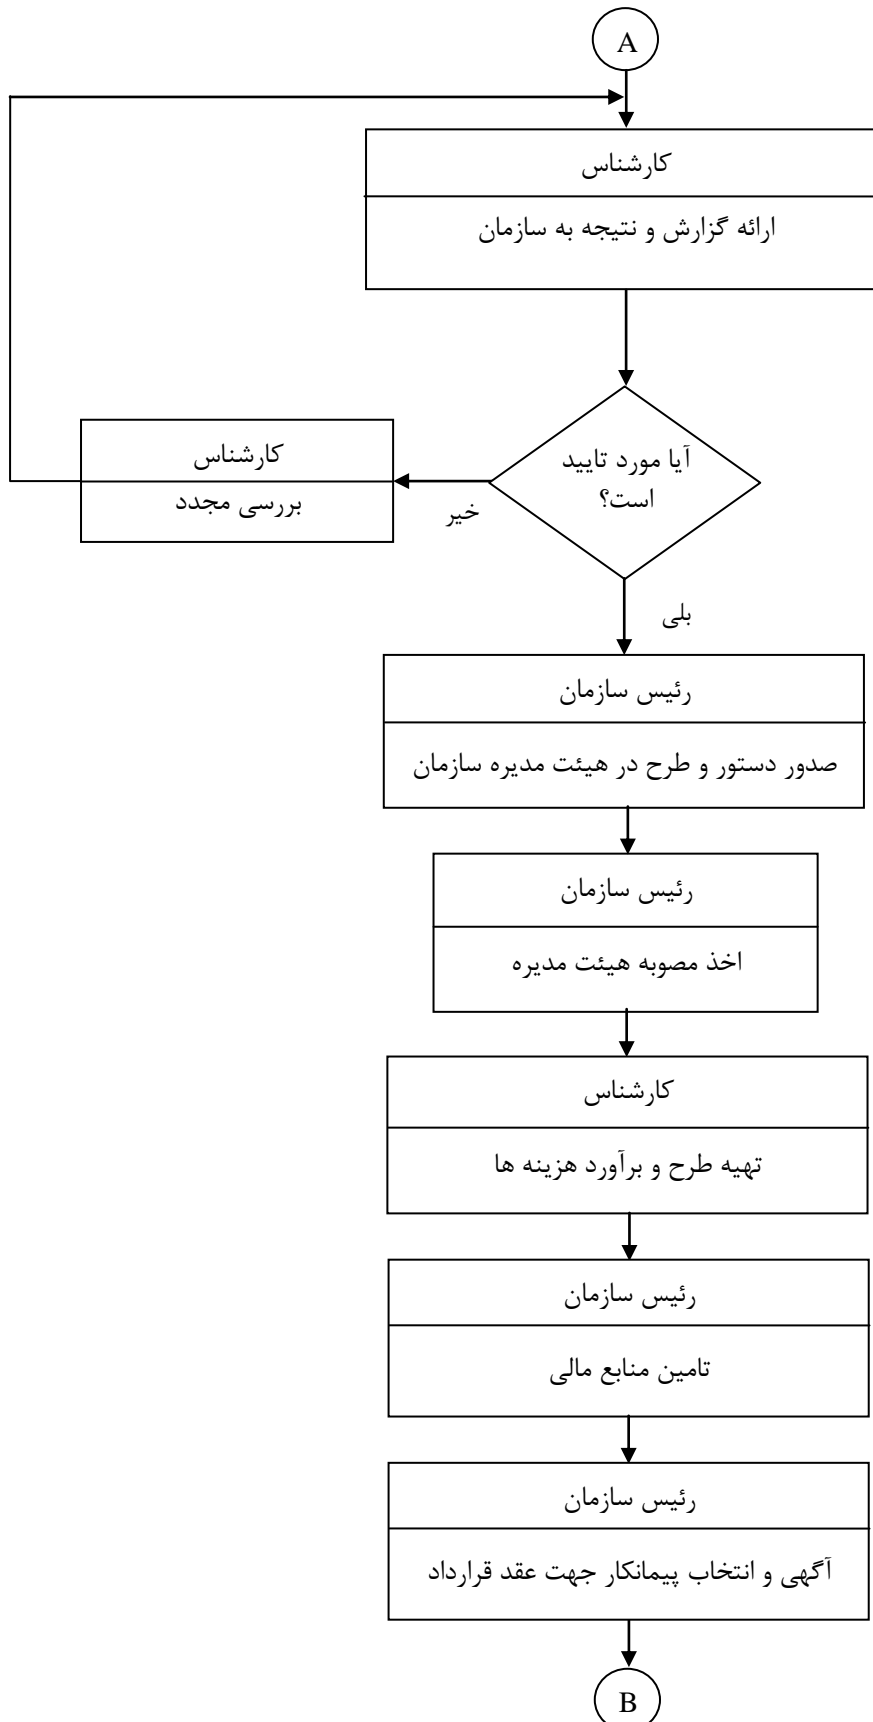 A
کارشناس
ارائه گزارش و نتیجه به سازمان
آیا مورد تایید
است؟
خیر
کارشناس
بررسی مجدد
بلی
رئیس سازمان
صدور دستور و طرح در هیئت مدیره سازمان
رئیس سازمان
اخذ مصوبه هیئت مدیره
کارشناس
تهیه طرح و برآورد هزینه ها
رئیس سازمان
تامین منابع مالی
رئیس سازمان
آگهی و انتخاب پیمانکار جهت عقد قرارداد
B